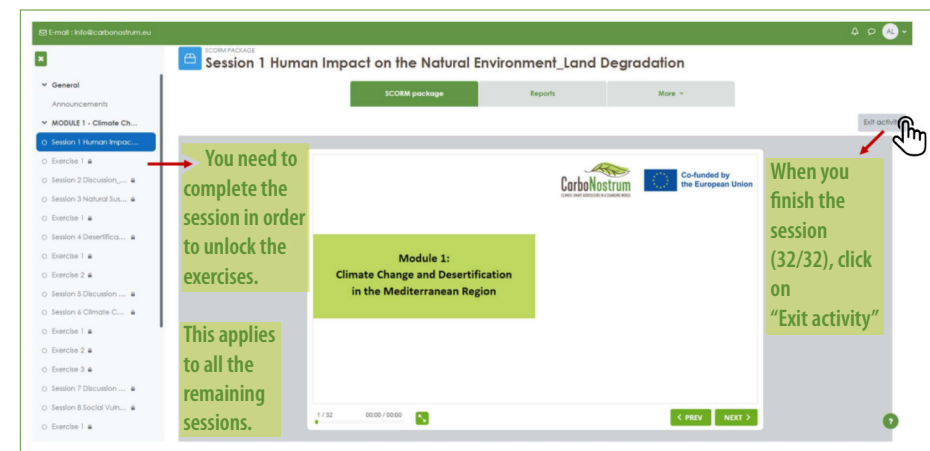 E-mail : info@carbonostrum.eu
AL
SCORM PACKAGE
Session 1 Human Impact on the Natural Environment_Land Degradation
General
Announcements
MODULE 1 - Climate Ch...
Session 1 Human Impac...
Exercise 1
Session 2 Discussion_...
Session 3 Natural Sus...
Exercise 1
Session 4 Desertifica...
Exercise 1
Exercise 2
Session 5 Discussion ...
Session 6 Climate C...
Exercise 1
Exercise 2
Exercise 3
Session 7 Discussion ...
Session 8 Social Vuln...
Exercise 1
SCORM package
Reports
More
Exit activity
You need to
complete the
session in order
to unlock the
exercises.
This applies
to all the
remaining
sessions.
CarboNostrum
CLIMATE-SMART AGRICULTURE IN A CHANGING WORLD
Co-funded by
the European Union
Module 1:
Climate Change and Desertification
in the Mediterranean Region
1 / 32
00:00 / 00:00
< PREV
NEXT >
When you
finish the
session
(32/32), click
on
“Exit activity”
?